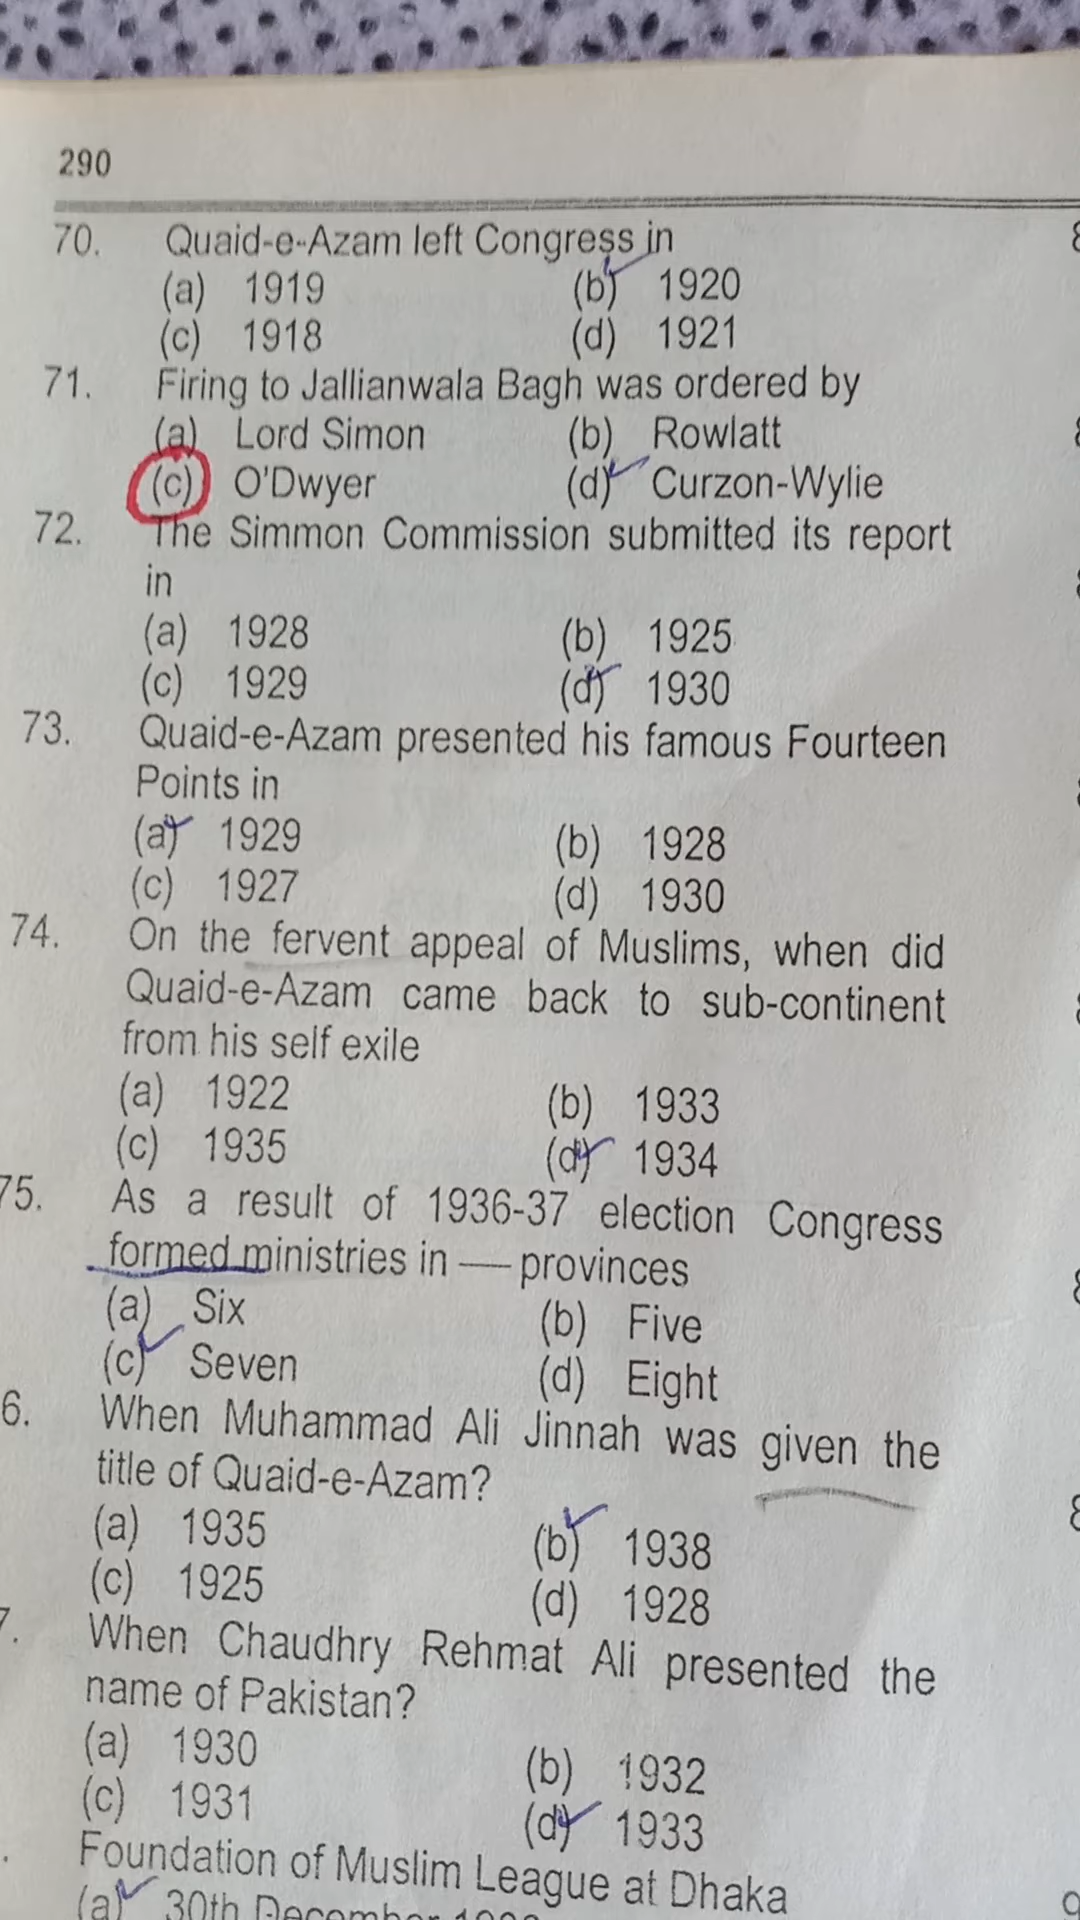 290
70. Quaid-e-Azam left Congress in
(a) 1919 (b) 1920
(c) 1918 (d) 1921
71. Firing to Jallianwala Bagh was ordered by
(a) Lord Simon (b) Rowlatt
(c) O'Dwyer (d) Curzon-Wylie
72. The Simmon Commission submitted its report
in
(a) 1928 (b) 1925
(c) 1929 (d) 1930
73. Quaid-e-Azam presented his famous Fourteen
Points in
(a) 1929 (b) 1928
(c) 1927 (d) 1930
74. On the fervent appeal of Muslims, when did
Quaid-e-Azam came back to sub-continent
from his self exile
(a) 1922 (b) 1933
(c) 1935 (d) 1934
75. As a result of 1936-37 election Congress
formed ministries in — provinces
(a) Six (b) Five
(c) Seven (d) Eight
6. When Muhammad Ali Jinnah was given the
title of Quaid-e-Azam?
(a) 1935 (b) 1938
(c) 1925 (d) 1928
7. When Chaudhry Rehmat Ali presented the
name of Pakistan?
(a) 1930 (b) 1932
(c) 1931 (d) 1933
. Foundation of Muslim League at Dhaka
(a) 30th December